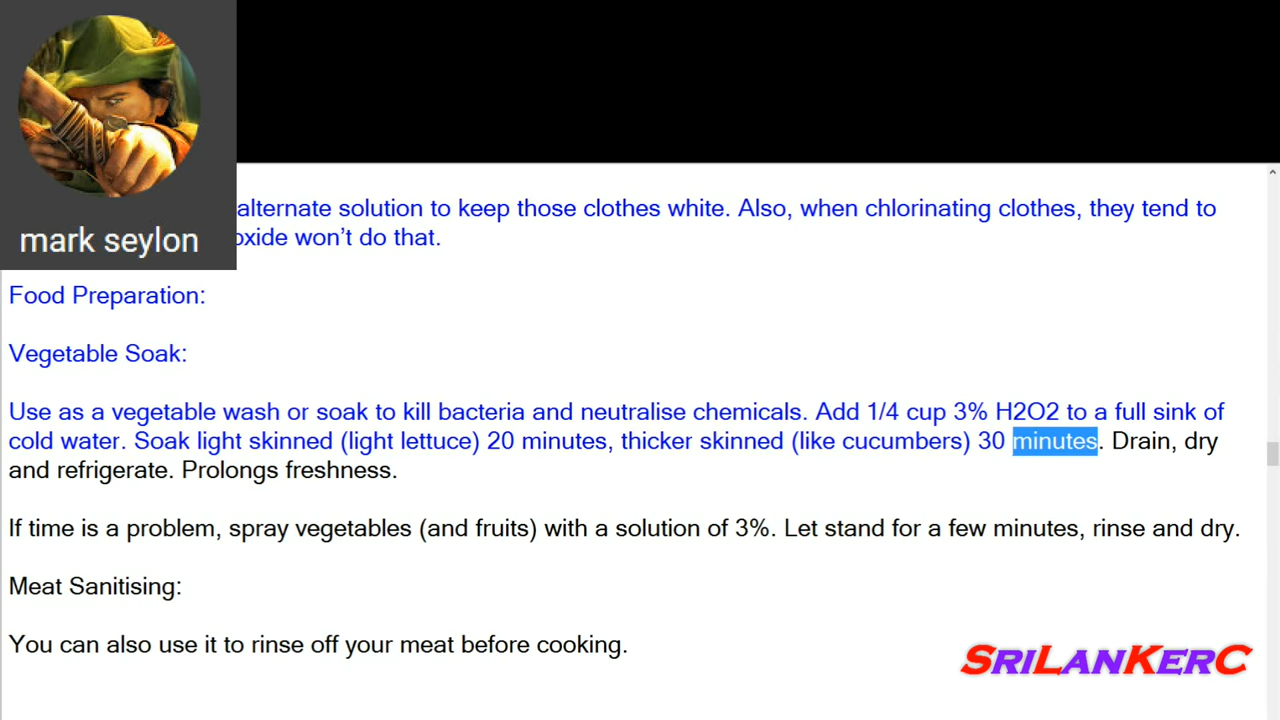 mark seylon
alternate solution to keep those clothes white. Also, when chlorinating clothes, they tend to
oxide won’t do that.
Food Preparation:
Vegetable Soak:
Use as a vegetable wash or soak to kill bacteria and neutralise chemicals. Add 1/4 cup 3% H2O2 to a full sink of
cold water. Soak light skinned (light lettuce) 20 minutes, thicker skinned (like cucumbers) 30 minutes. Drain, dry
and refrigerate. Prolongs freshness.
If time is a problem, spray vegetables (and fruits) with a solution of 3%. Let stand for a few minutes, rinse and dry.
Meat Sanitising:
You can also use it to rinse off your meat before cooking.
SRILANKERC